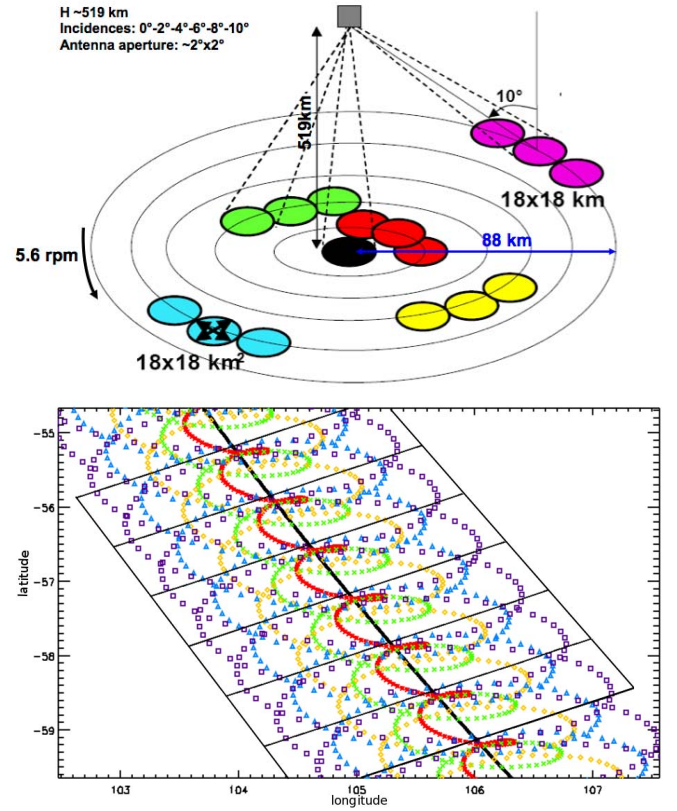 H ~519 km
Incidences: 0°-2°-4°-6°-8°-10°
Antenna aperture: ~2°x2°
519km
10°
18x18 km
5.6 rpm
88 km
18x18 km²
−55
−56
−57
−58
−59
latitude
103
104
105
106
107
longitude